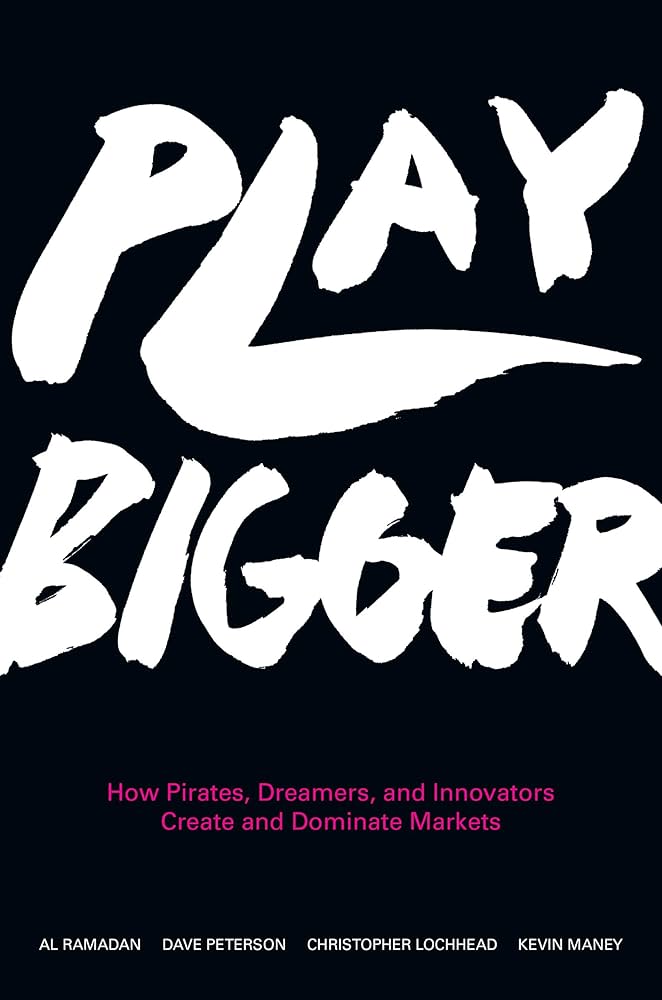 PLAY
BIGGER
How Pirates, Dreamers, and Innovators
Create and Dominate Markets
AL RAMADAN DAVE PETERSON CHRISTOPHER LOCHHEAD KEVIN MANEY